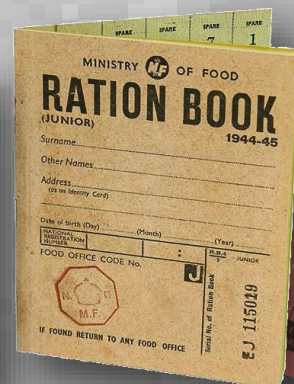 SPARE SPARE SPARE SPARE
7 1
MINISTRY MF OF FOOD
RATION BOOK
(JUNIOR) 1944-45
Surname
Other Names
Address
(as on Identity Card)
Date of birth (Day) (Month) (Year)
NATIONAL REGISTRATION NUMBER
:
R.B.4
7 JUNIOR
FOOD OFFICE CODE No.
J
N.
M.F.
IF FOUND RETURN TO ANY FOOD OFFICE
Serial No. of Ration Book
EJ 115029